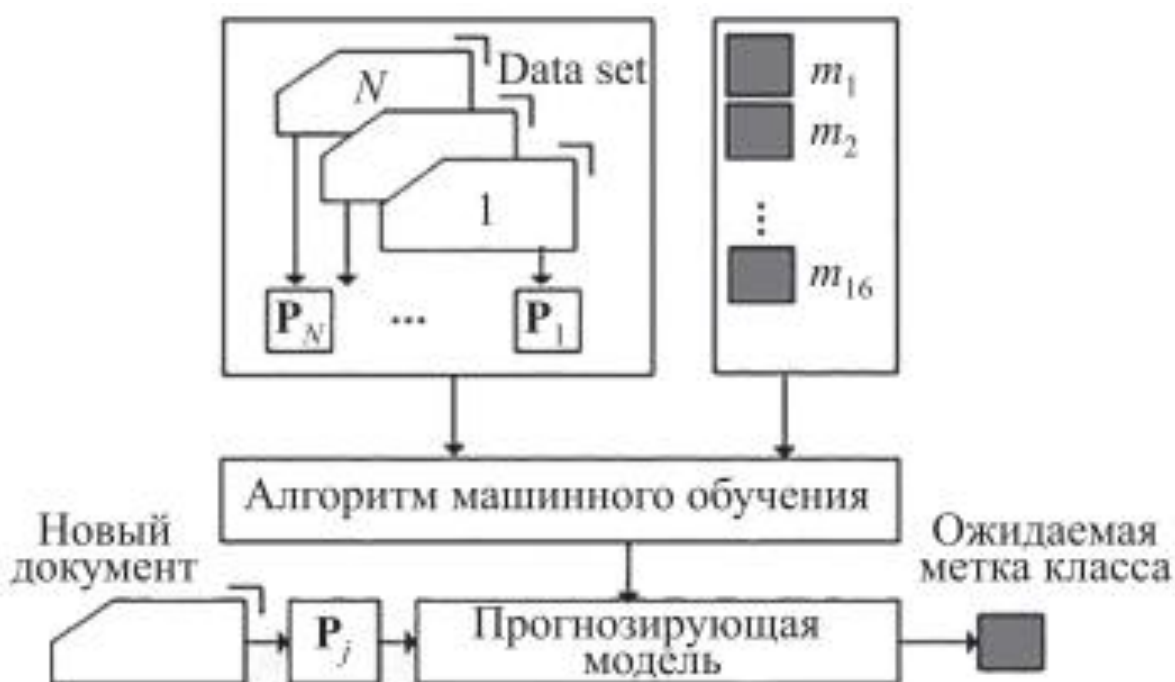 N
Data set
1
P_N ... P_1
m_1
m_2
⋮
m_16
Алгоритм машинного обучения
Новый
документ
P_j
Прогнозирующая
модель
Ожидаемая
метка класса